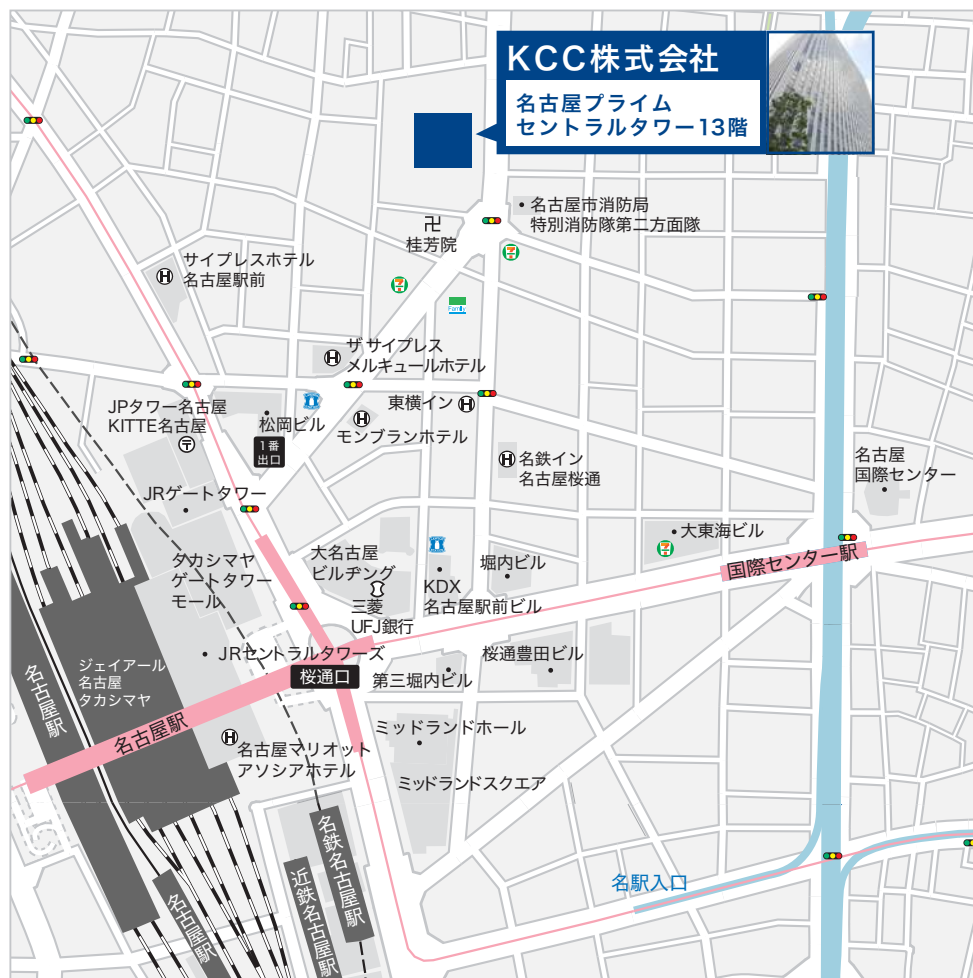 KCC株式会社
名古屋プライム
セントラルタワー13階
名古屋市消防局
特別消防隊第二方面隊
卍
桂芳院
サイプレスホテル
名古屋駅前
H
7
7
Family
ザ サイプレス
メルキュールホテル
H
東横イン
H
JPタワー名古屋
KITTE名古屋
〒
松岡ビル
1番
出口
H
モンブランホテル
H
名鉄イン
名古屋桜通
名古屋
国際センター
JRゲートタワー
大東海ビル
7
国際センター駅
タカシマヤ
ゲートタワー
モール
大名古屋
ビルヂング
三菱
UFJ銀行
KDX
名古屋駅前ビル
堀内ビル
JRセントラルタワーズ
桜通口
第三堀内ビル
桜通豊田ビル
ジェイアール
名古屋
タカシマヤ
名古屋駅
名古屋駅
H
名古屋マリオット
アソシアホテル
ミッドランドホール
ミッドランドスクエア
名鉄名古屋駅
近鉄名古屋駅
名古屋駅
名駅入口